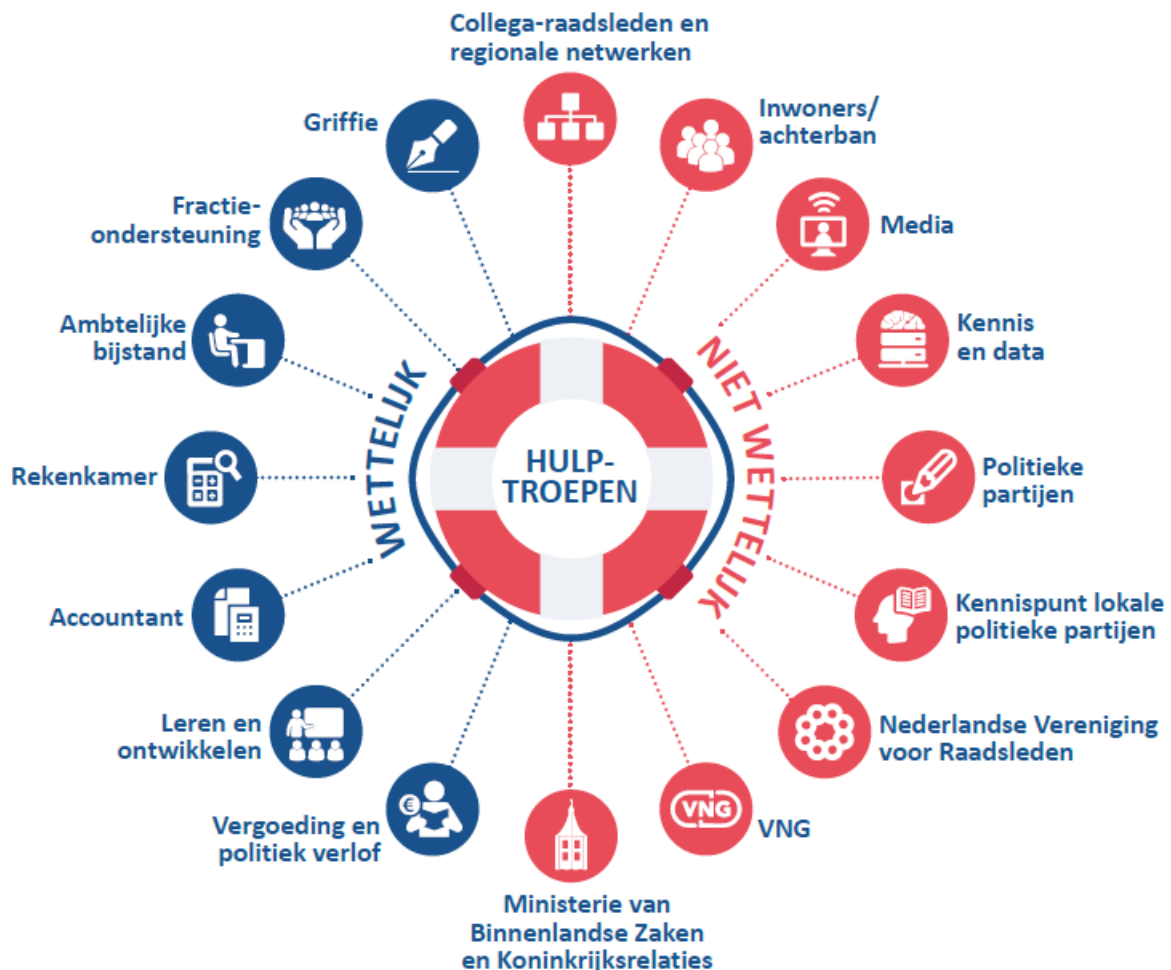 Collega-raadsleden en
regionale netwerken
Inwoners/
achterban
Media
Kennis
en data
Politieke
partijen
Kennispunt lokale
politieke partijen
Nederlandse Vereniging
voor Raadsleden
VNG
VNG
Ministerie van
Binnenlandse Zaken
en Koninkrijksrelaties
Vergoeding en
politiek verlof
Leren en
ontwikkelen
Accountant
Rekenkamer
Ambtelijke
bijstand
Fractie-
ondersteuning
Griffie
WETTELIJK
HULP-
TROEPEN
NIET WETTELIJK